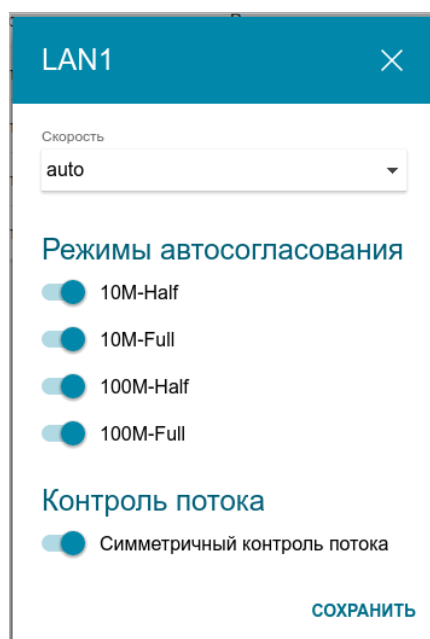 LAN1
Скорость
auto
Режимы автосогласования
10M-Half
10M-Full
100M-Half
100M-Full
Контроль потока
Симметричный контроль потока
СОХРАНИТЬ